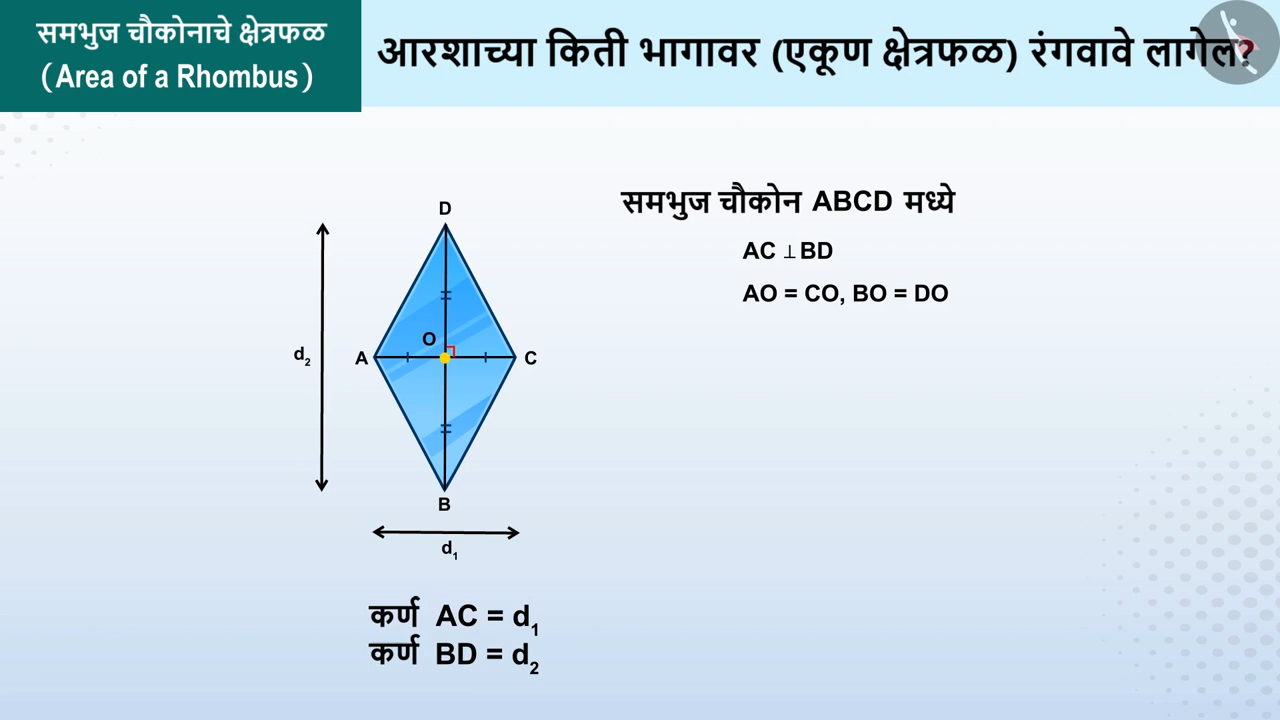 समभुज चौकोनाचे क्षेत्रफळ
(Area of a Rhombus)
आरशाच्या किती भागावर (एकूण क्षेत्रफळ) रंगवावे लागेल?
समभुज चौकोन ABCD मध्ये
AC ⊥ BD
AO = CO, BO = DO
D
d₂
A
O
C
B
d₁
कर्ण AC = d₁
कर्ण BD = d₂